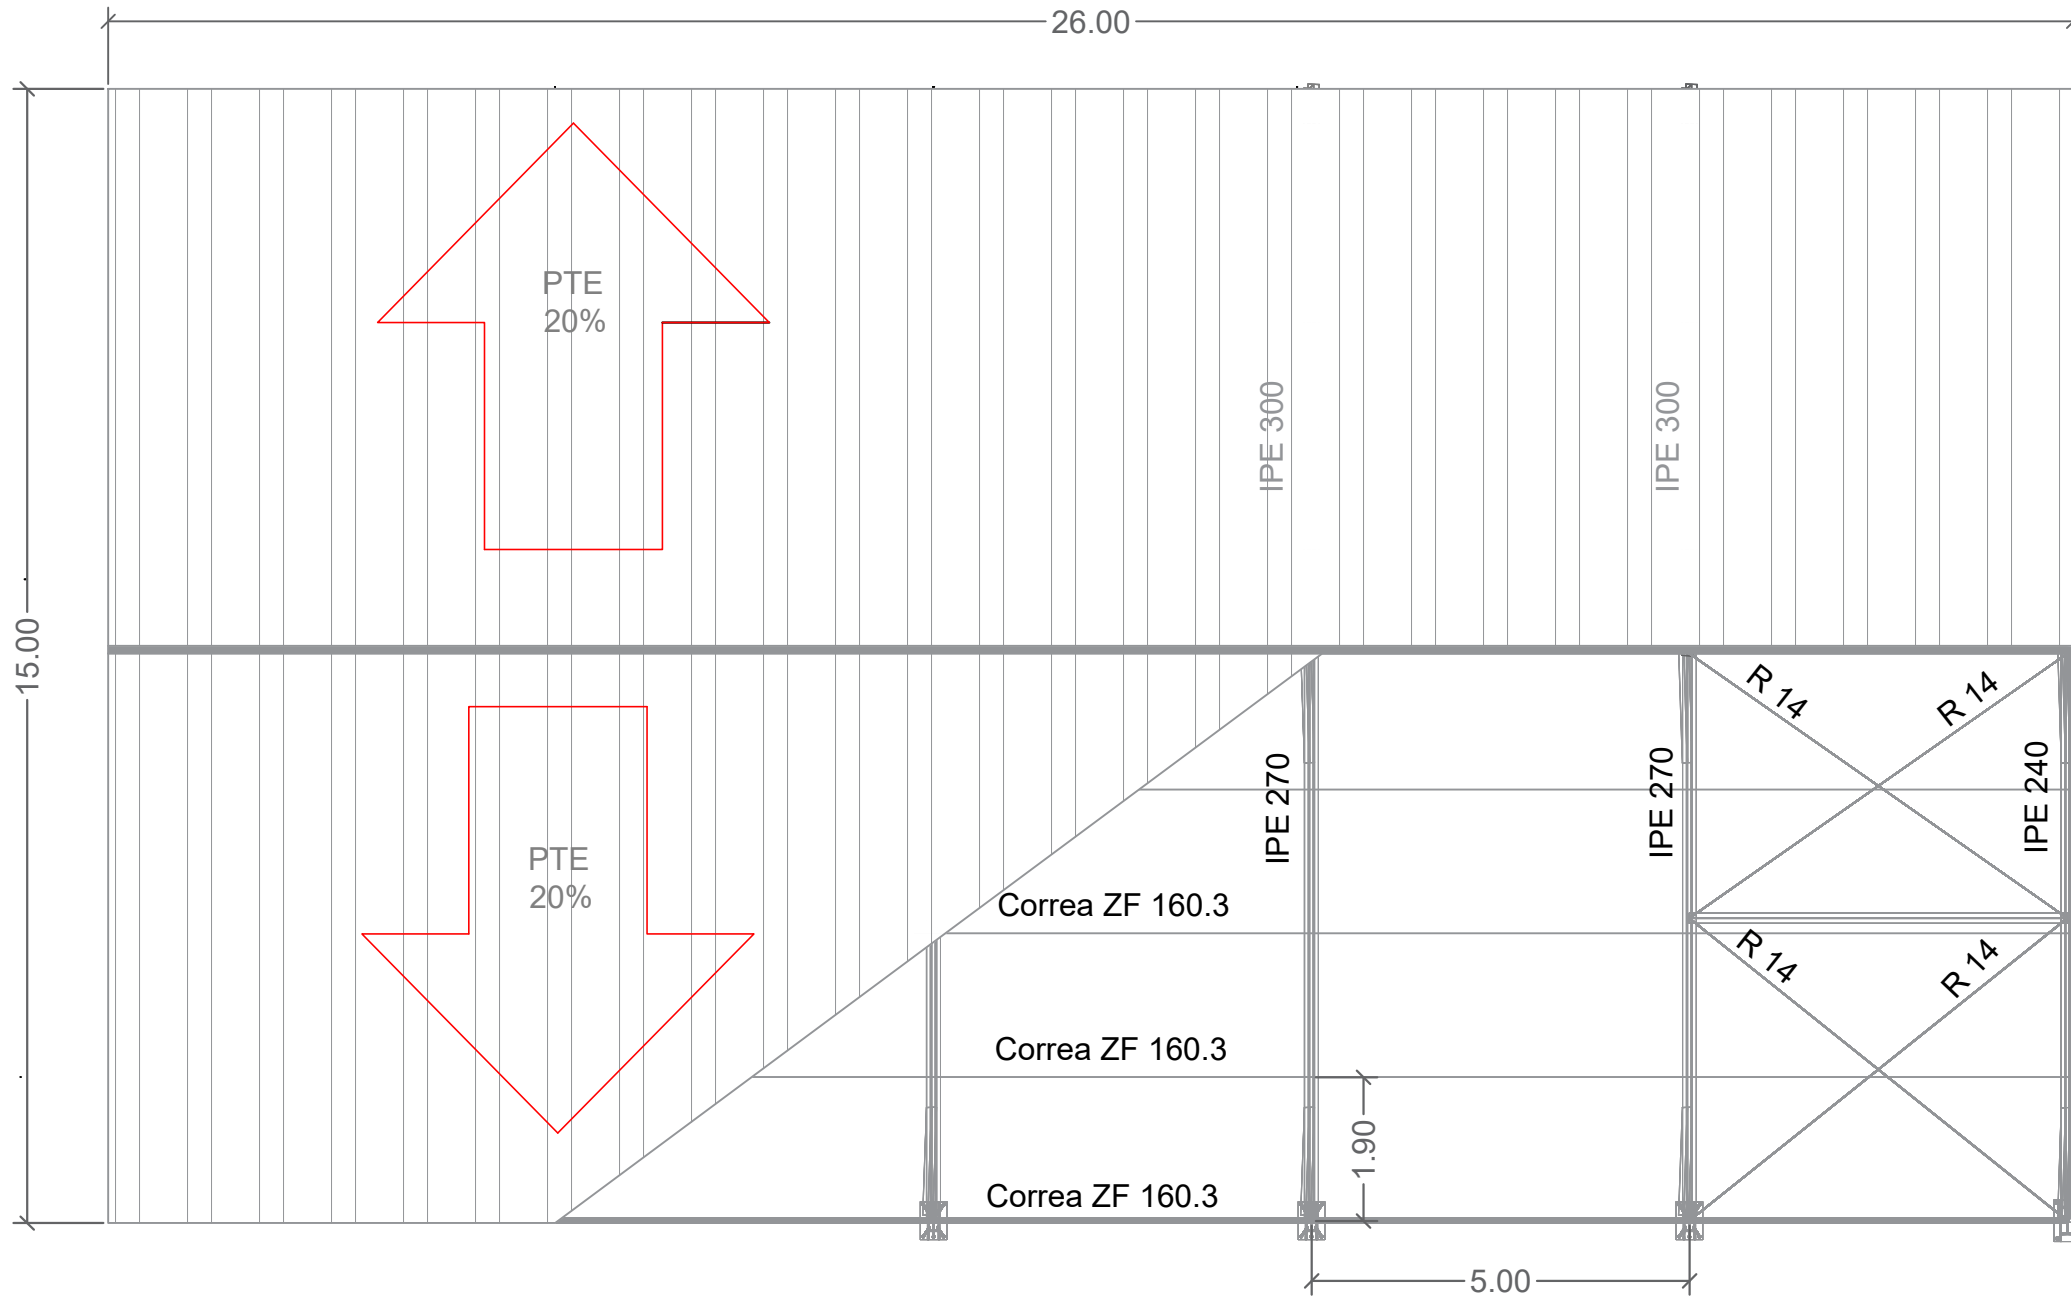 26.00
PTE
20%
IPE 300
IPE 300
15.00
R 14
R 14
IPE 270
IPE 270
IPE 240
PTE
20%
Correa ZF 160.3
R 14
R 14
Correa ZF 160.3
1.90
Correa ZF 160.3
5.00